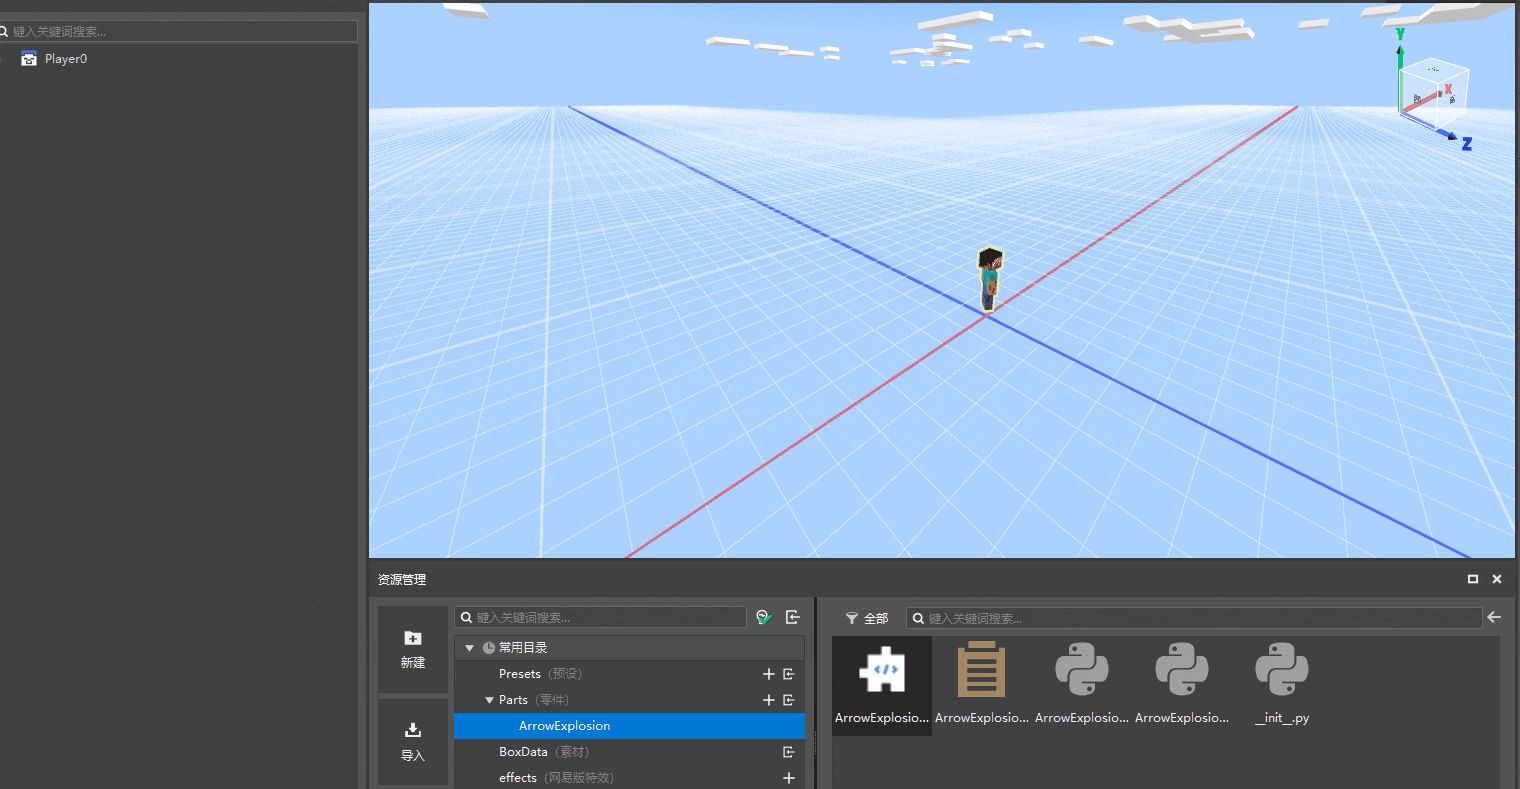 键入关键词搜索...
Player0
Y
X
Z
资源管理
新建
导入
键入关键词搜索...
常用目录
Presets (预设)
Parts (零件)
ArrowExplosion
BoxData (素材)
effects (网易版特效)
全部
键入关键词搜索...
ArrowExplosio...
ArrowExplosio...
ArrowExplosio...
ArrowExplosio...
__init__.py